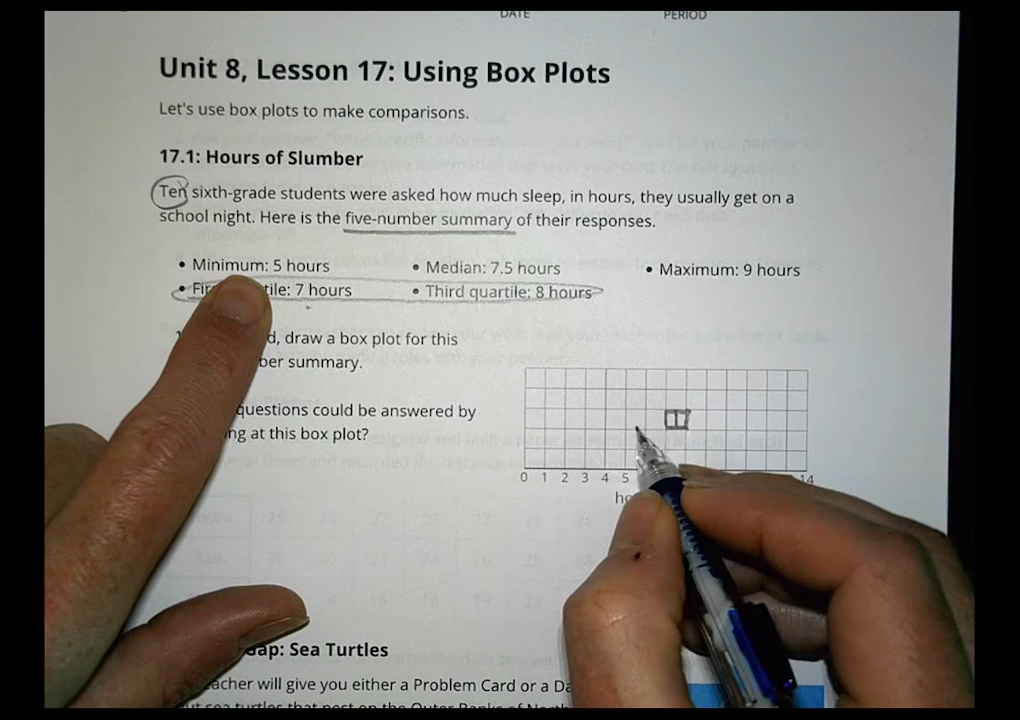 DATE PERIOD
Unit 8, Lesson 17: Using Box Plots
Let's use box plots to make comparisons.
17.1: Hours of Slumber
Ten sixth-grade students were asked how much sleep, in hours, they usually get on a
school night. Here is the five-number summary of their responses.
• Minimum: 5 hours • Median: 7.5 hours • Maximum: 9 hours
• tile: 7 hours • Third quartile: 8 hours
draw a box plot for this
summary.
questions could be answered by
at this box plot?
0 1 2 3 4 5 14
Sea Turtles
will give you either a Problem Card or a